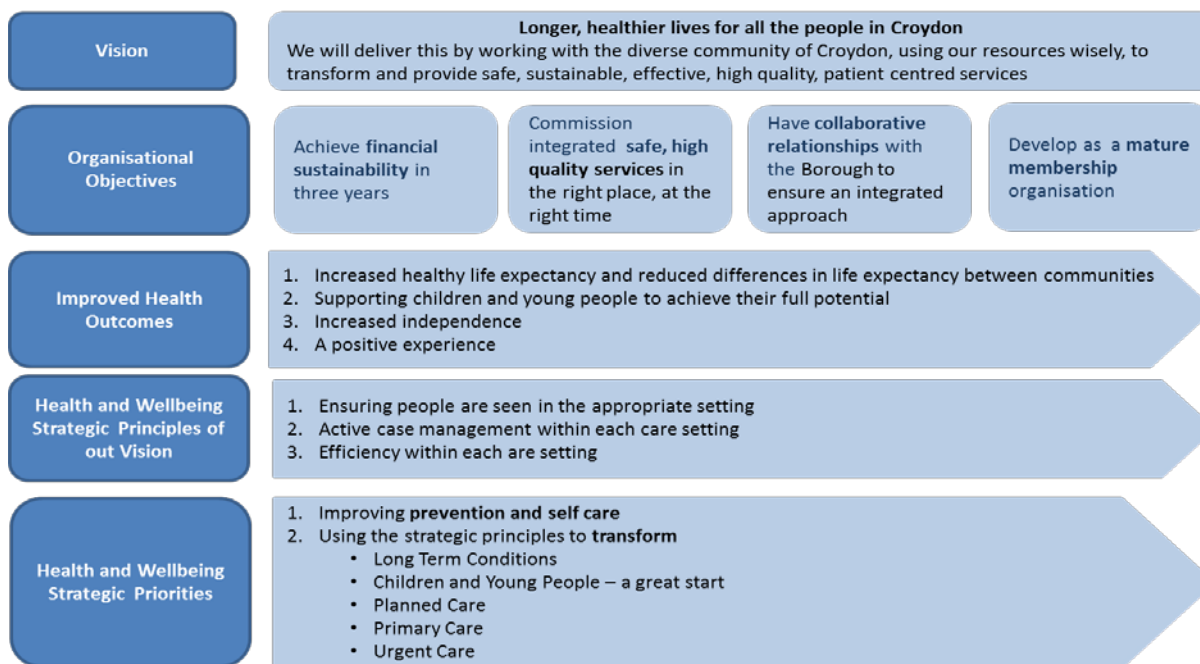 Vision
Longer, healthier lives for all the people in Croydon
We will deliver this by working with the diverse community of Croydon, using our resources wisely, to
transform and provide safe, sustainable, effective, high quality, patient centred services
Organisational
Objectives
Achieve financial
sustainability in
three years
Commission
integrated safe, high
quality services in
the right place, at the
right time
Have collaborative
relationships with
the Borough to
ensure an integrated
approach
Develop as a mature
membership
organisation
Improved Health
Outcomes
1. Increased healthy life expectancy and reduced differences in life expectancy between communities
2. Supporting children and young people to achieve their full potential
3. Increased independence
4. A positive experience
Health and Wellbeing
Strategic Principles of
out Vision
1. Ensuring people are seen in the appropriate setting
2. Active case management within each care setting
3. Efficiency within each are setting
Health and Wellbeing
Strategic Priorities
1. Improving prevention and self care
2. Using the strategic principles to transform
• Long Term Conditions
• Children and Young People – a great start
• Planned Care
• Primary Care
• Urgent Care